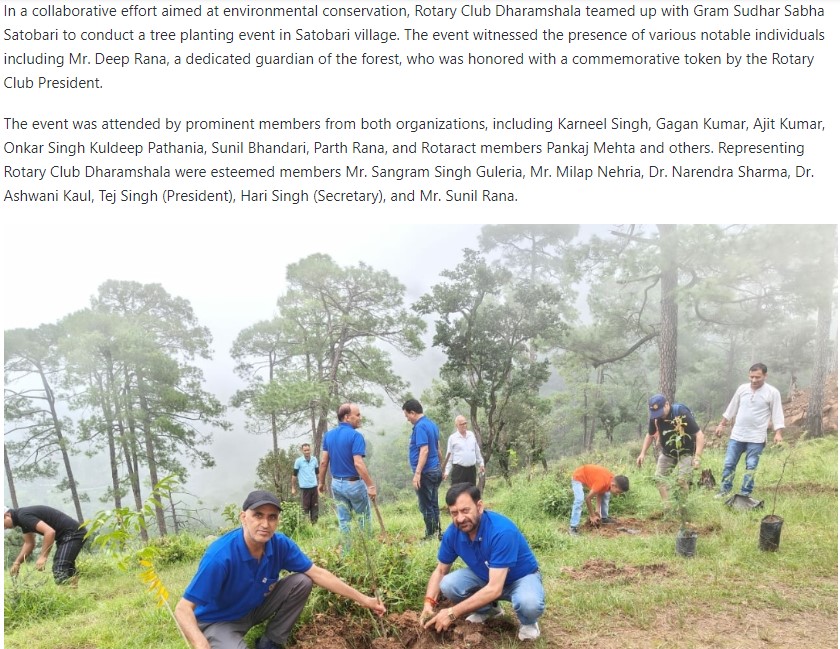 In a collaborative effort aimed at environmental conservation, Rotary Club Dharamshala teamed up with Gram Sudhar Sabha
Satobari to conduct a tree planting event in Satobari village. The event witnessed the presence of various notable individuals
including Mr. Deep Rana, a dedicated guardian of the forest, who was honored with a commemorative token by the Rotary
Club President.
The event was attended by prominent members from both organizations, including Karneel Singh, Gagan Kumar, Ajit Kumar,
Onkar Singh Kuldeep Pathania, Sunil Bhandari, Parth Rana, and Rotaract members Pankaj Mehta and others. Representing
Rotary Club Dharamshala were esteemed members Mr. Sangram Singh Guleria, Mr. Milap Nehria, Dr. Narendra Sharma, Dr.
Ashwani Kaul, Tej Singh (President), Hari Singh (Secretary), and Mr. Sunil Rana.